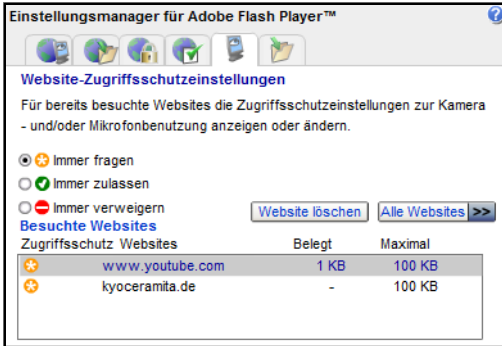 Einstellungsmanager für Adobe Flash Player™ ?
Website-Zugriffsschutzeinstellungen
Für bereits besuchte Websites die Zugriffsschutzeinstellungen zur Kamera
- und/oder Mikrofonbenutzung anzeigen oder ändern.
Immer fragen
Immer zulassen
Immer verweigern
Website löschen Alle Websites >>
Besuchte Websites
Zugriffsschutz Websites Belegt Maximal
www.youtube.com 1 KB 100 KB
kyoceramita.de - 100 KB